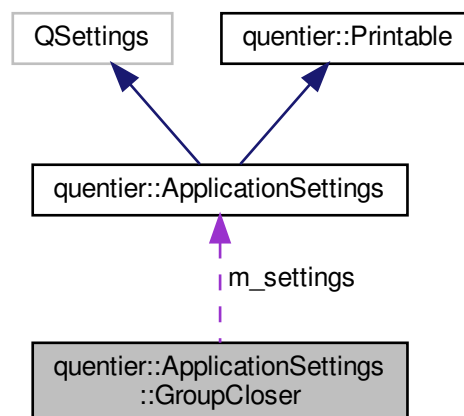 QSettings
quentier::Printable
quentier::ApplicationSettings
m_settings
quentier::ApplicationSettings
::GroupCloser